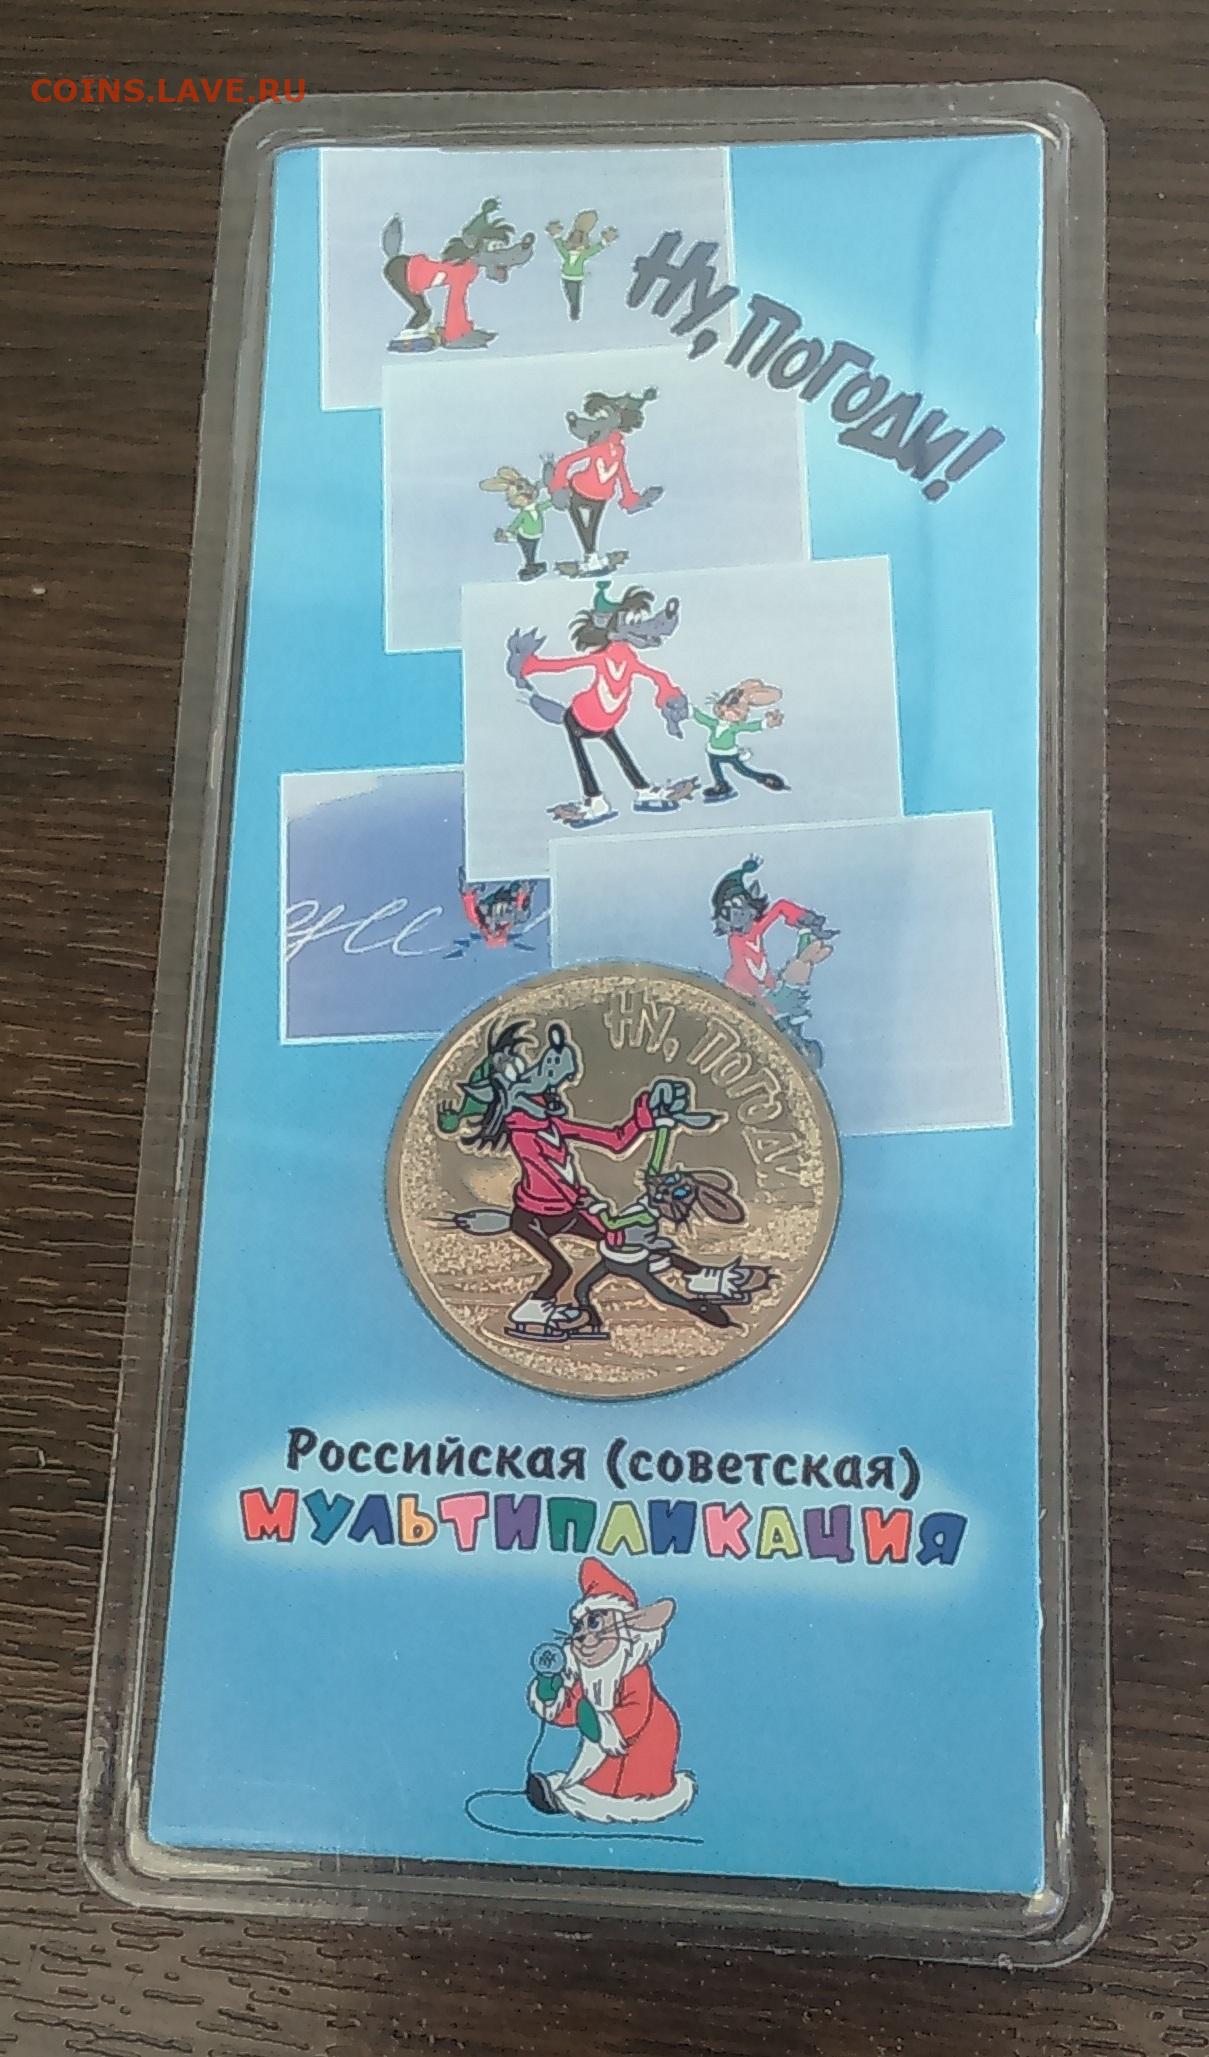 COINS.LAVE.RU
Ну, погоди!
Ну, погоди!
Российская (советская)
мультипликация